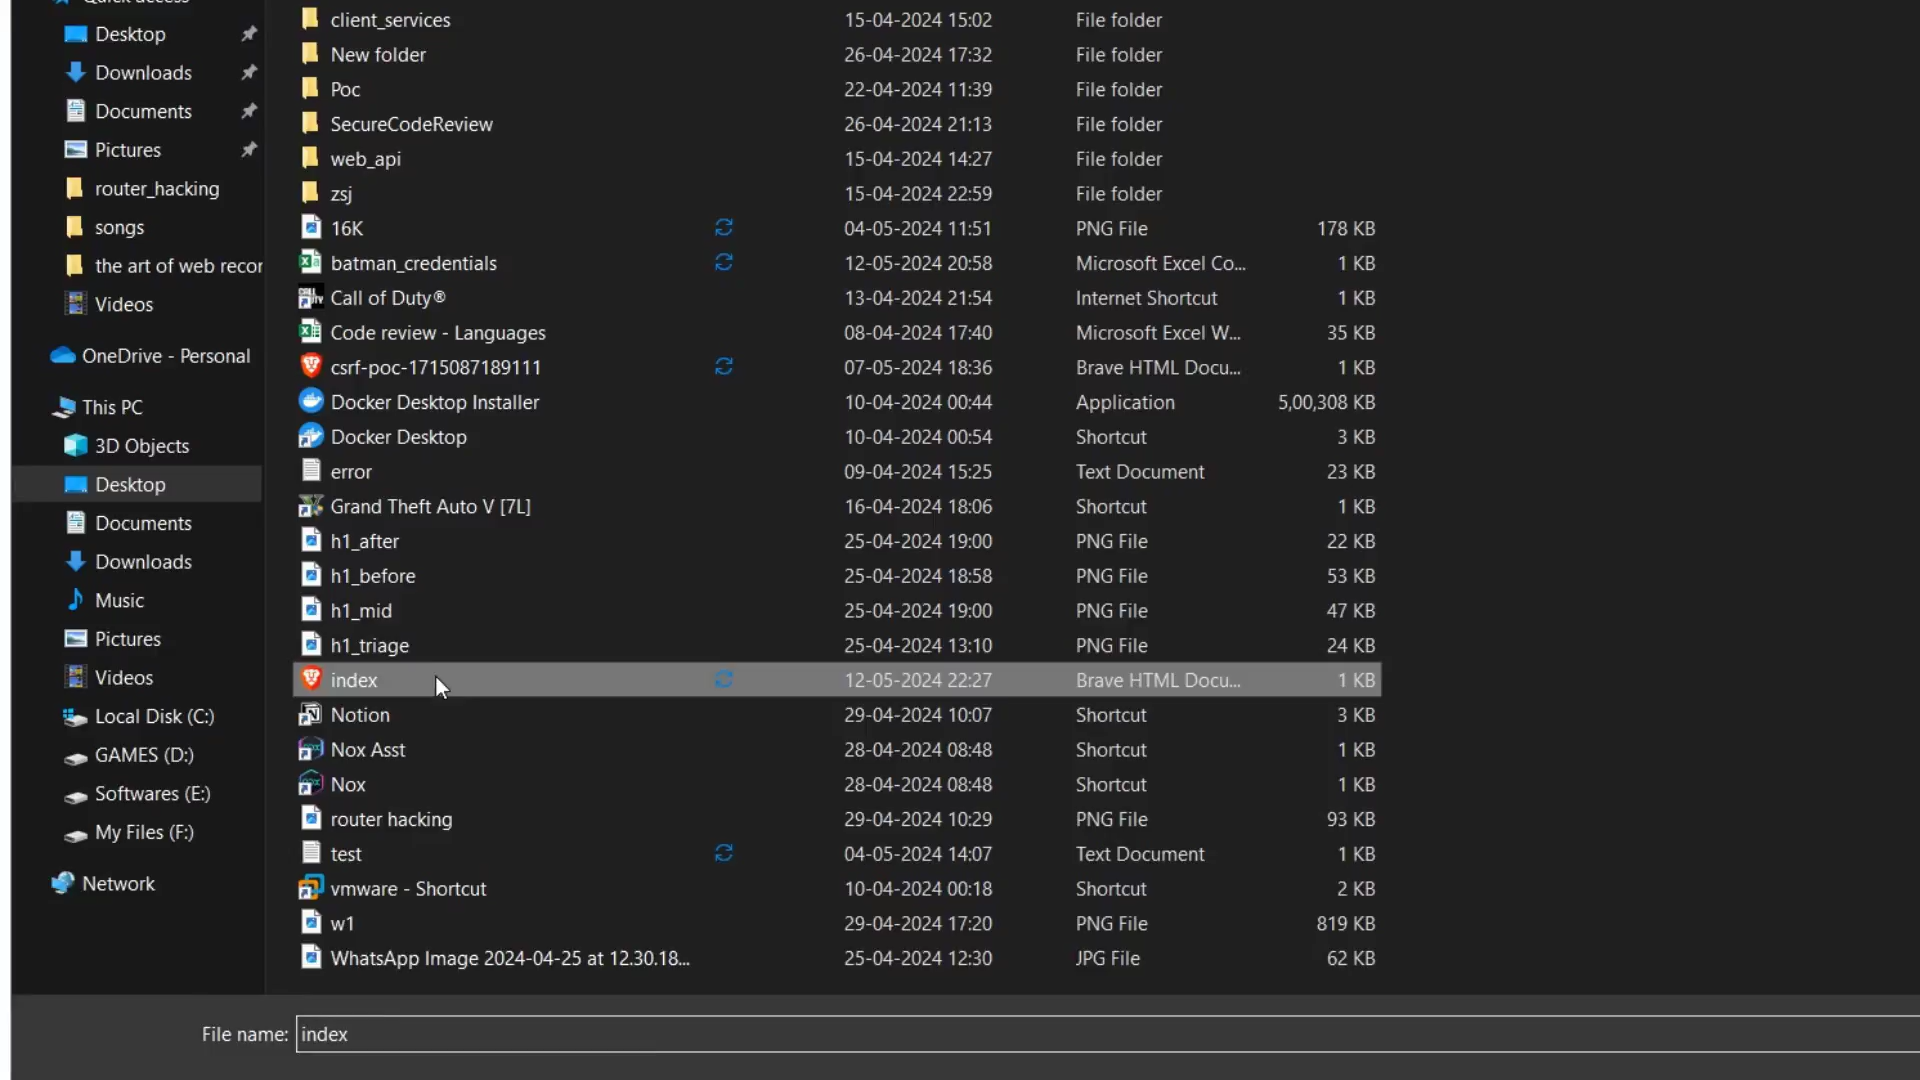 Quick access
Desktop
Downloads
Documents
Pictures
router_hacking
songs
the art of web recor
Videos
OneDrive - Personal
This PC
3D Objects
Desktop
Documents
Downloads
Music
Pictures
Videos
Local Disk (C:)
GAMES (D:)
Softwares (E:)
My Files (F:)
Network
client_services 15-04-2024 15:02 File folder
New folder 26-04-2024 17:32 File folder
Poc 22-04-2024 11:39 File folder
SecureCodeReview 26-04-2024 21:13 File folder
web_api 15-04-2024 14:27 File folder
zsj 15-04-2024 22:59 File folder
16K 04-05-2024 11:51 PNG File 178 KB
batman_credentials 12-05-2024 20:58 Microsoft Excel Co... 1 KB
Call of Duty® 13-04-2024 21:54 Internet Shortcut 1 KB
Code review - Languages 08-04-2024 17:40 Microsoft Excel W... 35 KB
csrf-poc-1715087189111 07-05-2024 18:36 Brave HTML Docu... 1 KB
Docker Desktop Installer 10-04-2024 00:44 Application 5,00,308 KB
Docker Desktop 10-04-2024 00:54 Shortcut 3 KB
error 09-04-2024 15:25 Text Document 23 KB
Grand Theft Auto V [7L] 16-04-2024 18:06 Shortcut 1 KB
h1_after 25-04-2024 19:00 PNG File 22 KB
h1_before 25-04-2024 18:58 PNG File 53 KB
h1_mid 25-04-2024 19:00 PNG File 47 KB
h1_triage 25-04-2024 13:10 PNG File 24 KB
index 12-05-2024 22:27 Brave HTML Docu... 1 KB
Notion 29-04-2024 10:07 Shortcut 3 KB
Nox Asst 28-04-2024 08:48 Shortcut 1 KB
Nox 28-04-2024 08:48 Shortcut 1 KB
router hacking 29-04-2024 10:29 PNG File 93 KB
test 04-05-2024 14:07 Text Document 1 KB
vmware - Shortcut 10-04-2024 00:18 Shortcut 2 KB
w1 29-04-2024 17:20 PNG File 819 KB
WhatsApp Image 2024-04-25 at 12.30.18... 25-04-2024 12:30 JPG File 62 KB
File name: index